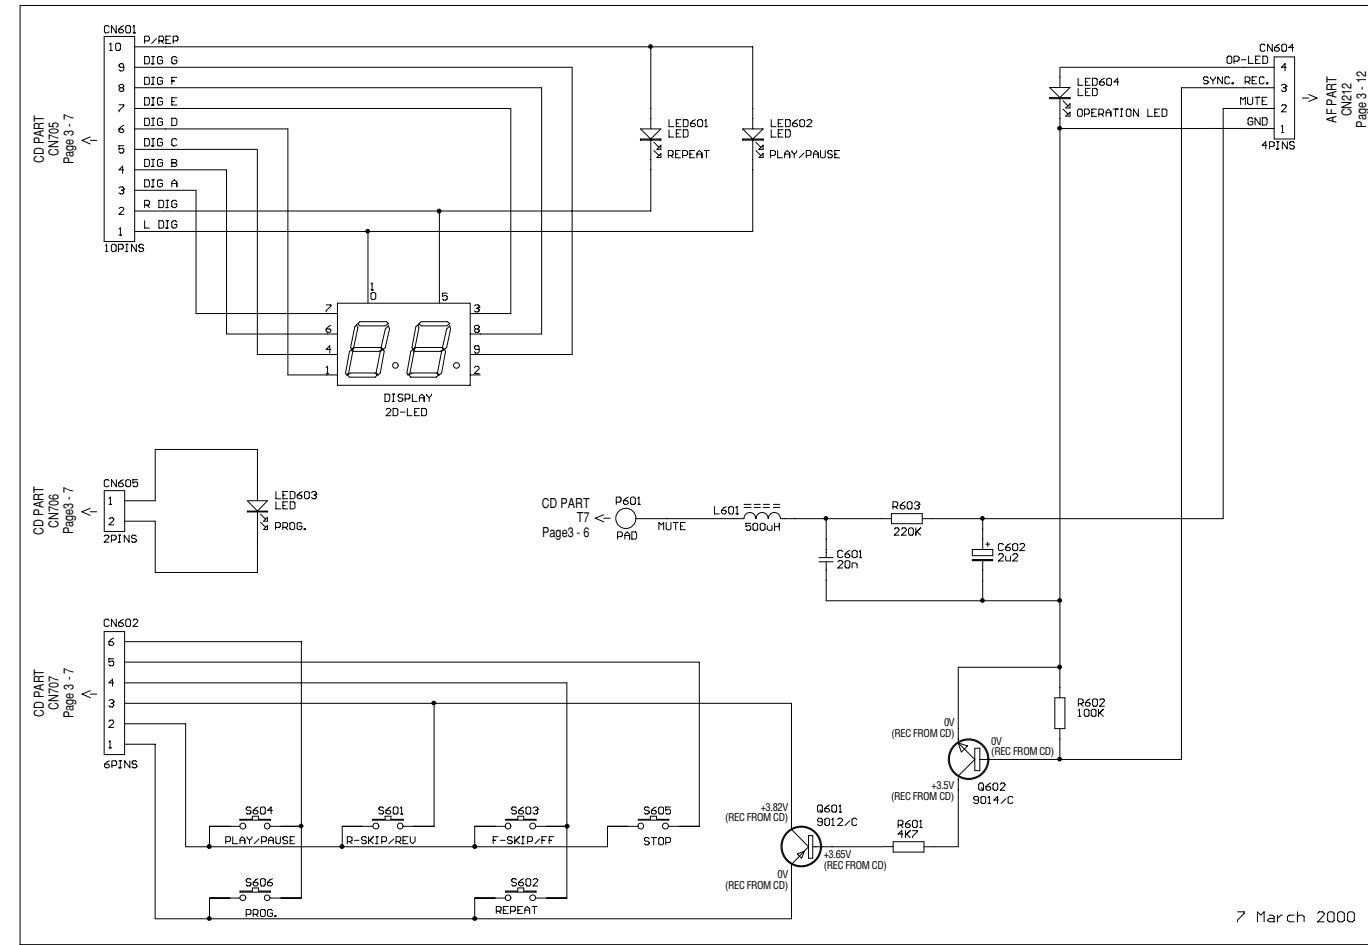 CN601
10 P/REP
9 DIG G
8 DIG F
7 DIG E
6 DIG D
5 DIG C
4 DIG B
3 DIG A
2 R DIG
1 L DIG
10PINS
CD PART
CN705
Page 3 - 7
<-
LED601
LED
REPEAT
LED602
LED
PLAY/PAUSE
LED604
LED
OPERATION LED
CN604
OP-LED 4
SYNC. REC. 3
MUTE 2
GND 1
4PINS
->
AF PART
CN212
Page 3 - 12
10
5
7
6
4
1
3
8
9
2
DISPLAY
2D-LED
CN605
1
2
2PINS
CD PART
CN706
Page3 - 7
<-
LED603
LED
PROG.
CD PART
T7
Page3 - 6
<-
P601
PAD
MUTE
L601
500uH
R603
220K
C601
20n
+
C602
2u2
CN602
6
5
4
3
2
1
6PINS
CD PART
CN707
Page 3 - 7
<-
R602
100K
0V
(REC FROM CD)
0V
(REC FROM CD)
+3.5V
(REC FROM CD)
Q602
9014/C
+3.82V
(REC FROM CD)
Q601
9012/C
R601
4K7
+3.65V
(REC FROM CD)
0V
(REC FROM CD)
S604
PLAY/PAUSE
S601
R-SKIP/REV
S603
F-SKIP/FF
S605
STOP
S606
PROG.
S602
REPEAT
7 March 2000